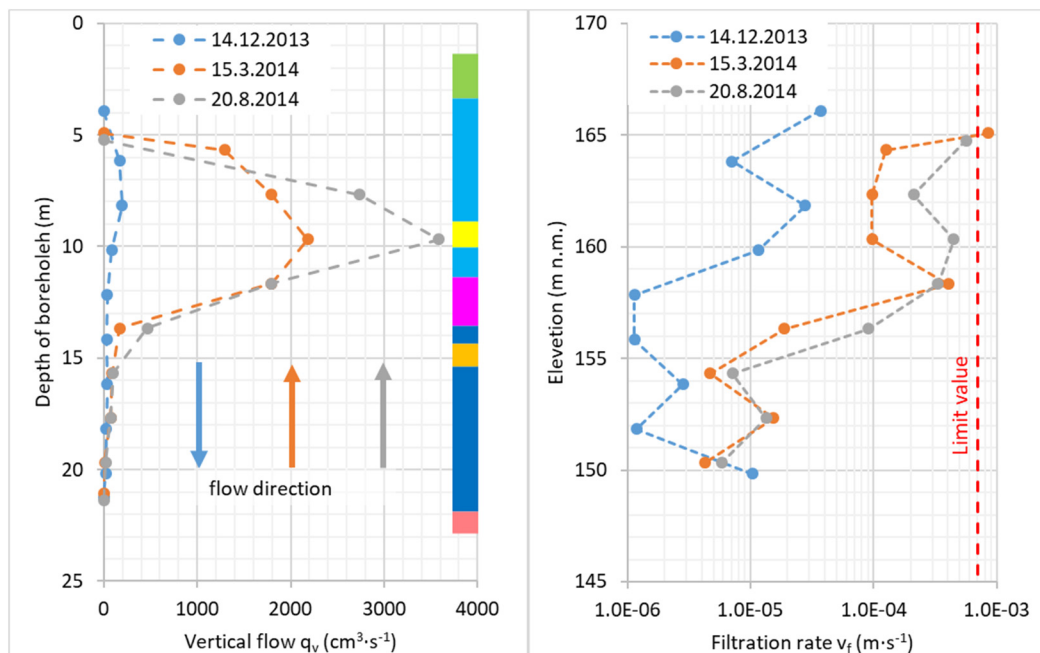 0
5
10
15
20
25
Depth of boreholeh (m)
14.12.2013
15.3.2014
20.8.2014
flow direction
0 1000 2000 3000 4000
Vertical flow qᵥ (cm³·s⁻¹)
170
165
160
155
150
145
Elevetion (m n.m.)
14.12.2013
15.3.2014
20.8.2014
Limit value
1.0E-06 1.0E-05 1.0E-04 1.0E-03
Filtration rate v_f (m·s⁻¹)